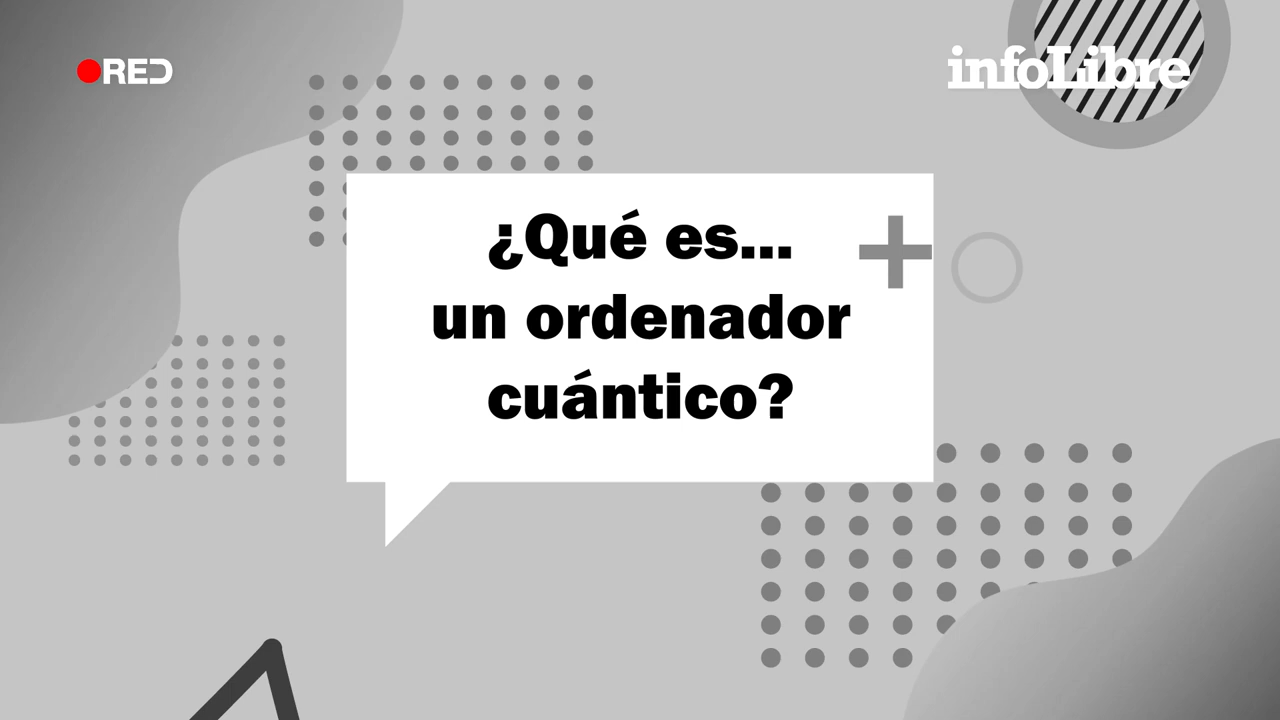 RED
infoLibre
¿Qué es...
un ordenador
cuántico?